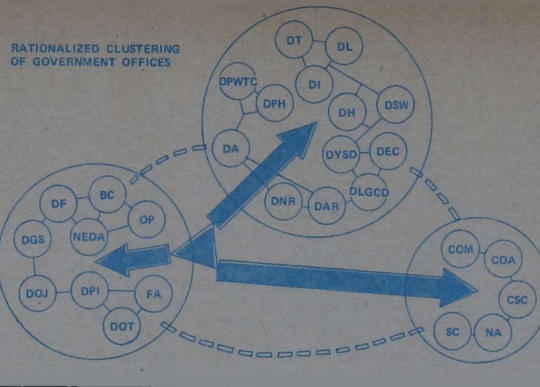 RATIONALIZED CLUSTERING
OF GOVERNMENT OFFICES
DT
DL
DPWTC
DI
DPH
DH
DSW
DA
DYSD
DEC
DLGCD
DNR
DAR
DF
BC
OP
DGS
NEDA
DOJ
DPI
FA
DOT
COM
COA
CSC
SC
NA